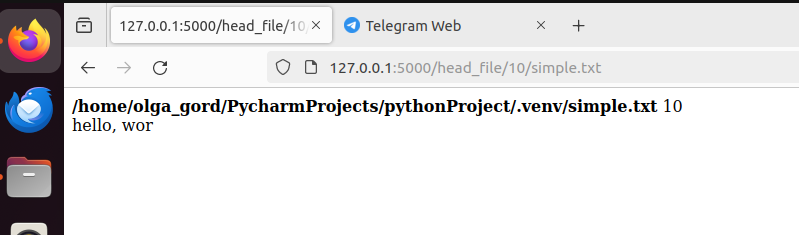 127.0.0.1:5000/head_file/10/
Telegram Web
127.0.0.1:5000/head_file/10/simple.txt
/home/olga_gord/PycharmProjects/pythonProject/.venv/simple.txt 10
hello, wor